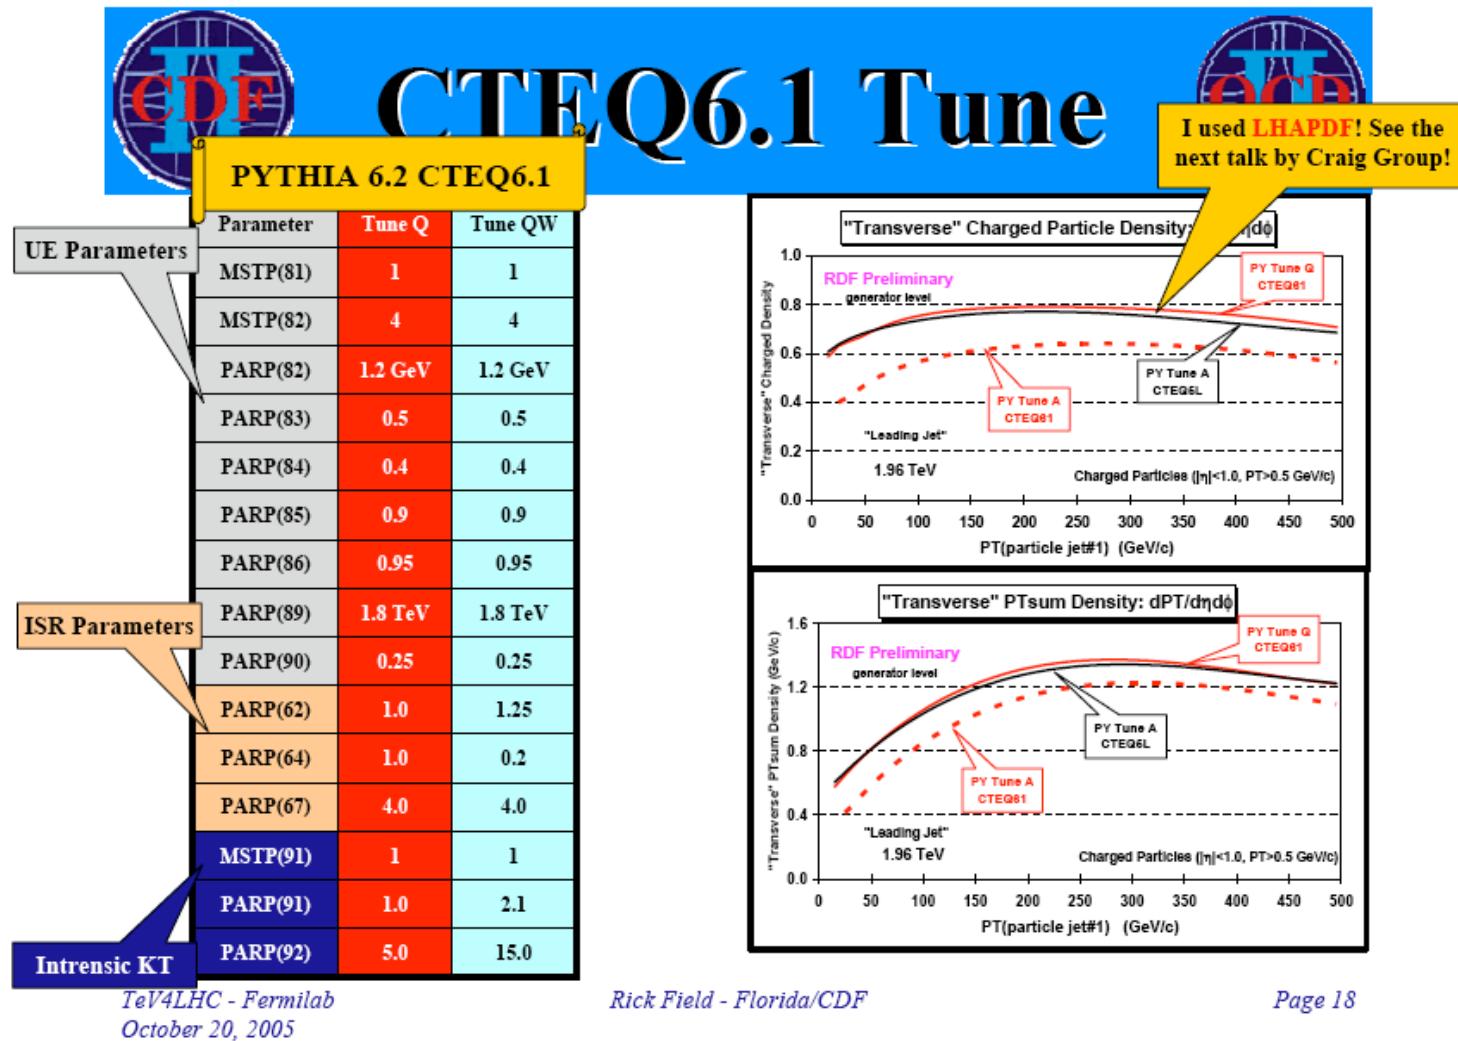 CDF
CTEQ6.1 Tune
QCD
I used LHAPDF! See the
next talk by Craig Group!
PYTHIA 6.2 CTEQ6.1
UE Parameters
ISR Parameters
Intrensic KT
Parameter Tune Q Tune QW
MSTP(81) 1 1
MSTP(82) 4 4
PARP(82) 1.2 GeV 1.2 GeV
PARP(83) 0.5 0.5
PARP(84) 0.4 0.4
PARP(85) 0.9 0.9
PARP(86) 0.95 0.95
PARP(89) 1.8 TeV 1.8 TeV
PARP(90) 0.25 0.25
PARP(62) 1.0 1.25
PARP(64) 1.0 0.2
PARP(67) 4.0 4.0
MSTP(91) 1 1
PARP(91) 1.0 2.1
PARP(92) 5.0 15.0
"Transverse" Charged Particle Density: ηdϕ
"Transverse" Charged Density
1.0
0.8
0.6
0.4
0.2
0.0
RDF Preliminary
generator level
PY Tune Q
CTEQ61
PY Tune A
CTEQ5L
PY Tune A
CTEQ61
"Leading Jet"
1.96 TeV
Charged Particles (|η|<1.0, PT>0.5 GeV/c)
0 50 100 150 200 250 300 350 400 450 500
PT(particle jet#1) (GeV/c)
"Transverse" PTsum Density: dPT/dηdϕ
"Transverse" PTsum Density (GeV/c)
1.6
1.2
0.8
0.4
0.0
RDF Preliminary
generator level
PY Tune Q
CTEQ61
PY Tune A
CTEQ5L
PY Tune A
CTEQ61
"Leading Jet"
1.96 TeV
Charged Particles (|η|<1.0, PT>0.5 GeV/c)
0 50 100 150 200 250 300 350 400 450 500
PT(particle jet#1) (GeV/c)
TeV4LHC - Fermilab
October 20, 2005
Rick Field - Florida/CDF
Page 18